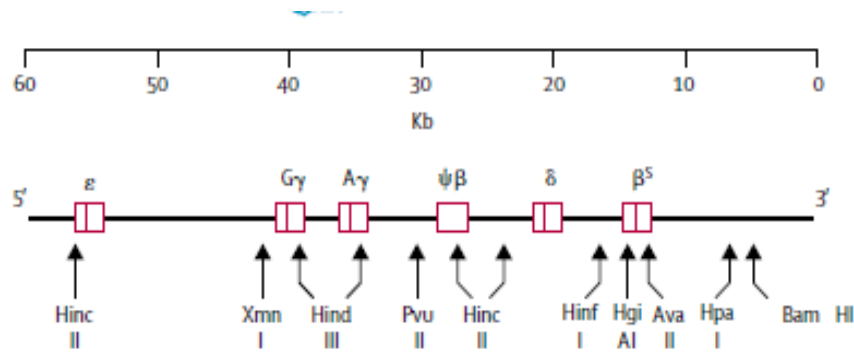 60 50 40 30 20 10 0
Kb
ε Gγ Aγ ψβ δ βS
5' 3'
Hinc Xmn Hind Pvu Hinc Hinf Hgi Ava Hpa Bam HI
II I III II II I AI II I